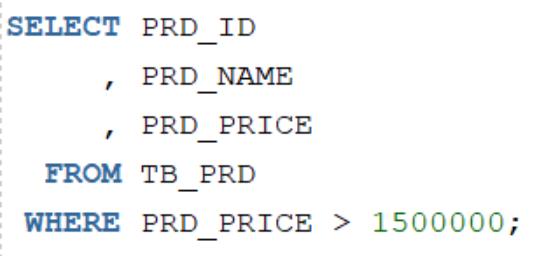 SELECT PRD_ID
, PRD_NAME
, PRD_PRICE
FROM TB_PRD
WHERE PRD_PRICE > 1500000;